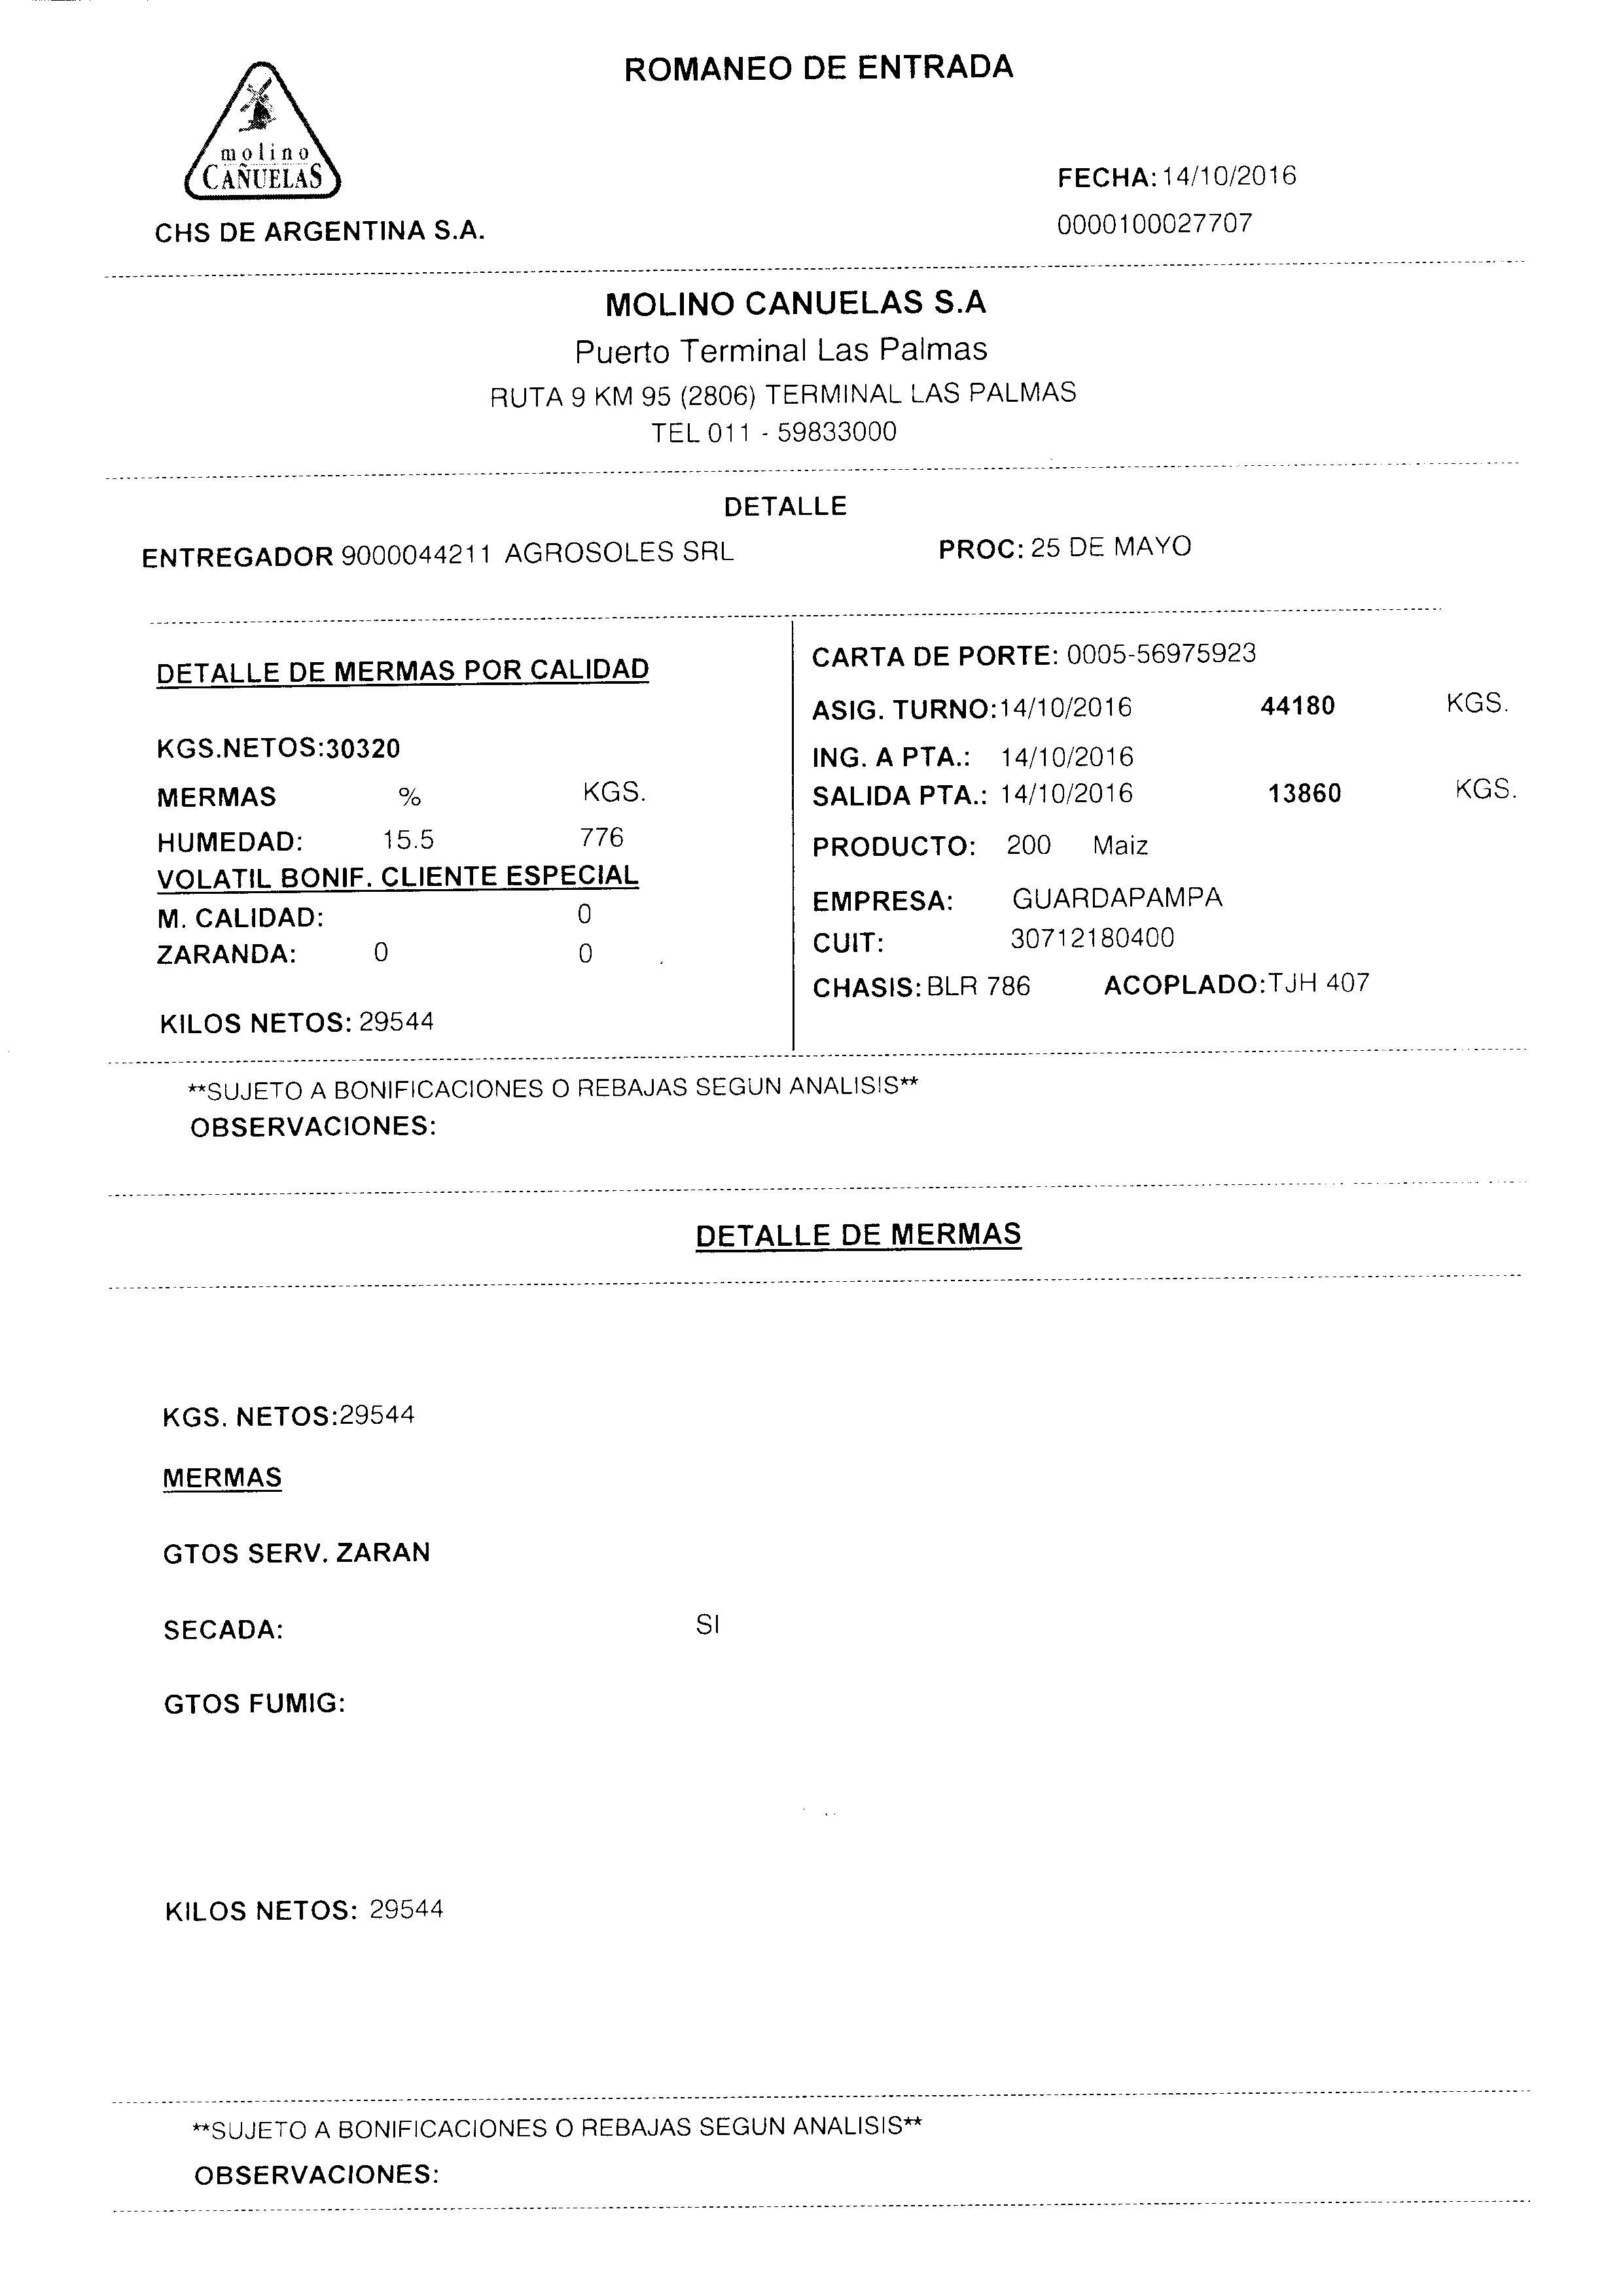 ROMANEO DE ENTRADA
molino
CAÑUELAS
FECHA: 14/10/2016
CHS DE ARGENTINA S.A.
0000100027707
MOLINO CANUELAS S.A
Puerto Terminal Las Palmas
RUTA 9 KM 95 (2806) TERMINAL LAS PALMAS
TEL 011 - 59833000
DETALLE
ENTREGADOR 9000044211 AGROSOLES SRL PROC: 25 DE MAYO
DETALLE DE MERMAS POR CALIDAD
KGS.NETOS:30320
MERMAS % KGS.
HUMEDAD: 15.5 776
VOLATIL BONIF. CLIENTE ESPECIAL
M. CALIDAD: 0
ZARANDA: 0 0
KILOS NETOS: 29544
CARTA DE PORTE: 0005-56975923
ASIG. TURNO:14/10/2016 44180 KGS.
ING. A PTA.: 14/10/2016
SALIDA PTA.: 14/10/2016 13860 KGS.
PRODUCTO: 200 Maiz
EMPRESA: GUARDAPAMPA
CUIT: 30712180400
CHASIS: BLR 786 ACOPLADO:TJH 407
**SUJETO A BONIFICACIONES O REBAJAS SEGUN ANALISIS**
OBSERVACIONES:
DETALLE DE MERMAS
KGS. NETOS:29544
MERMAS
GTOS SERV. ZARAN
SECADA: SI
GTOS FUMIG:
KILOS NETOS: 29544
**SUJETO A BONIFICACIONES O REBAJAS SEGUN ANALISIS**
OBSERVACIONES: